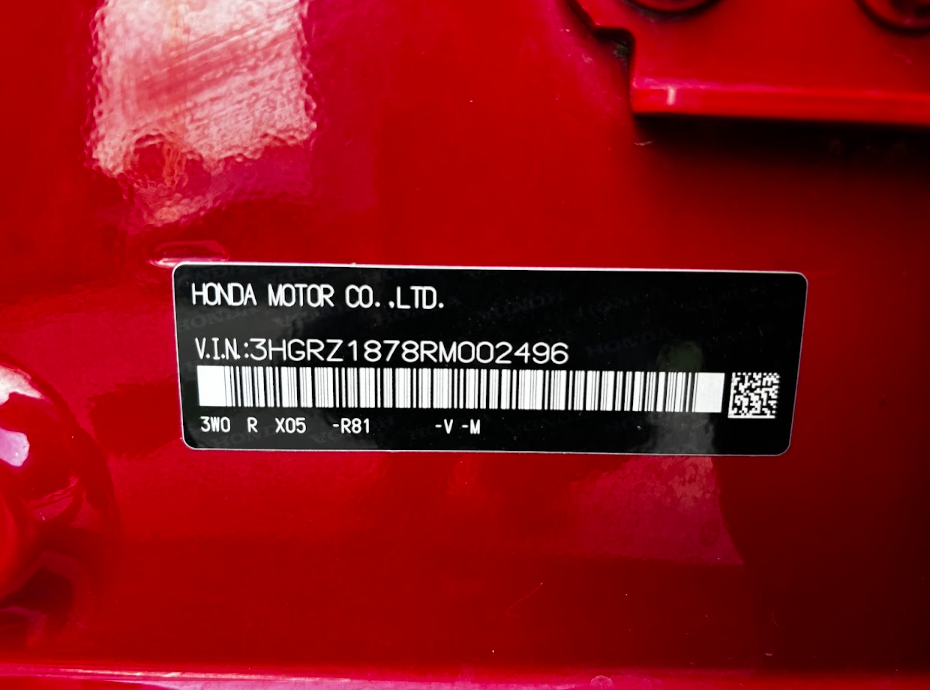 HONDA MOTOR CO.,LTD.
V.I.N.:3HGRZ1878RM002496
3W0 R X05 -R81 -V -M